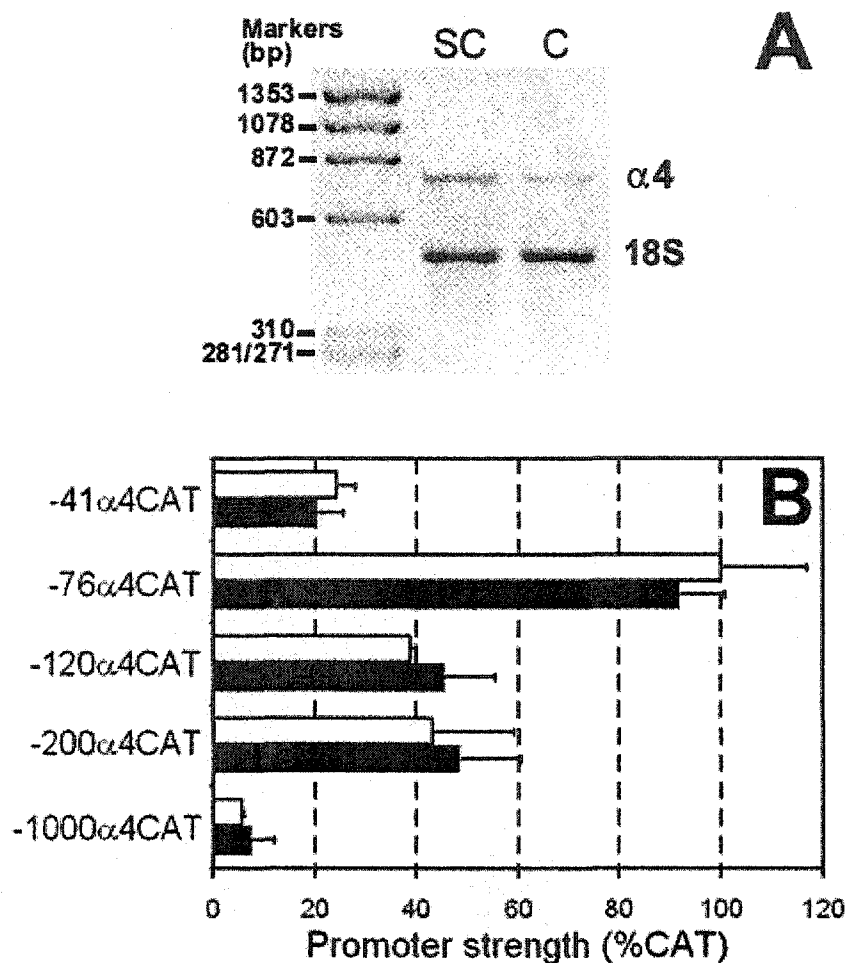 Markers
(bp)
SC C
A
1353
1078
872
603
310
281/271
α4
18S
B
-41α4CAT
-76α4CAT
-120α4CAT
-200α4CAT
-1000α4CAT
0 20 40 60 80 100 120
Promoter strength (%CAT)